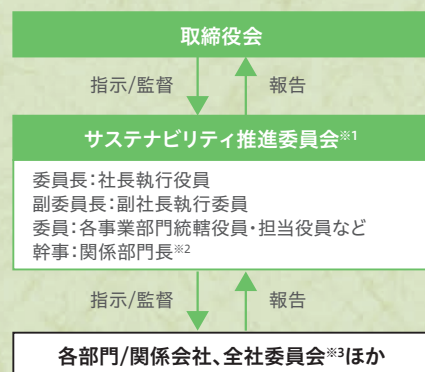 取締役会
指示/監督 報告
サステナビリティ推進委員会※1
委員長:社長執行役員
副委員長:副社長執行委員
委員:各事業部門統轄役員・担当役員など
幹事:関係部門長※2
指示/監督 報告
各部門/関係会社、全社委員会※3ほか